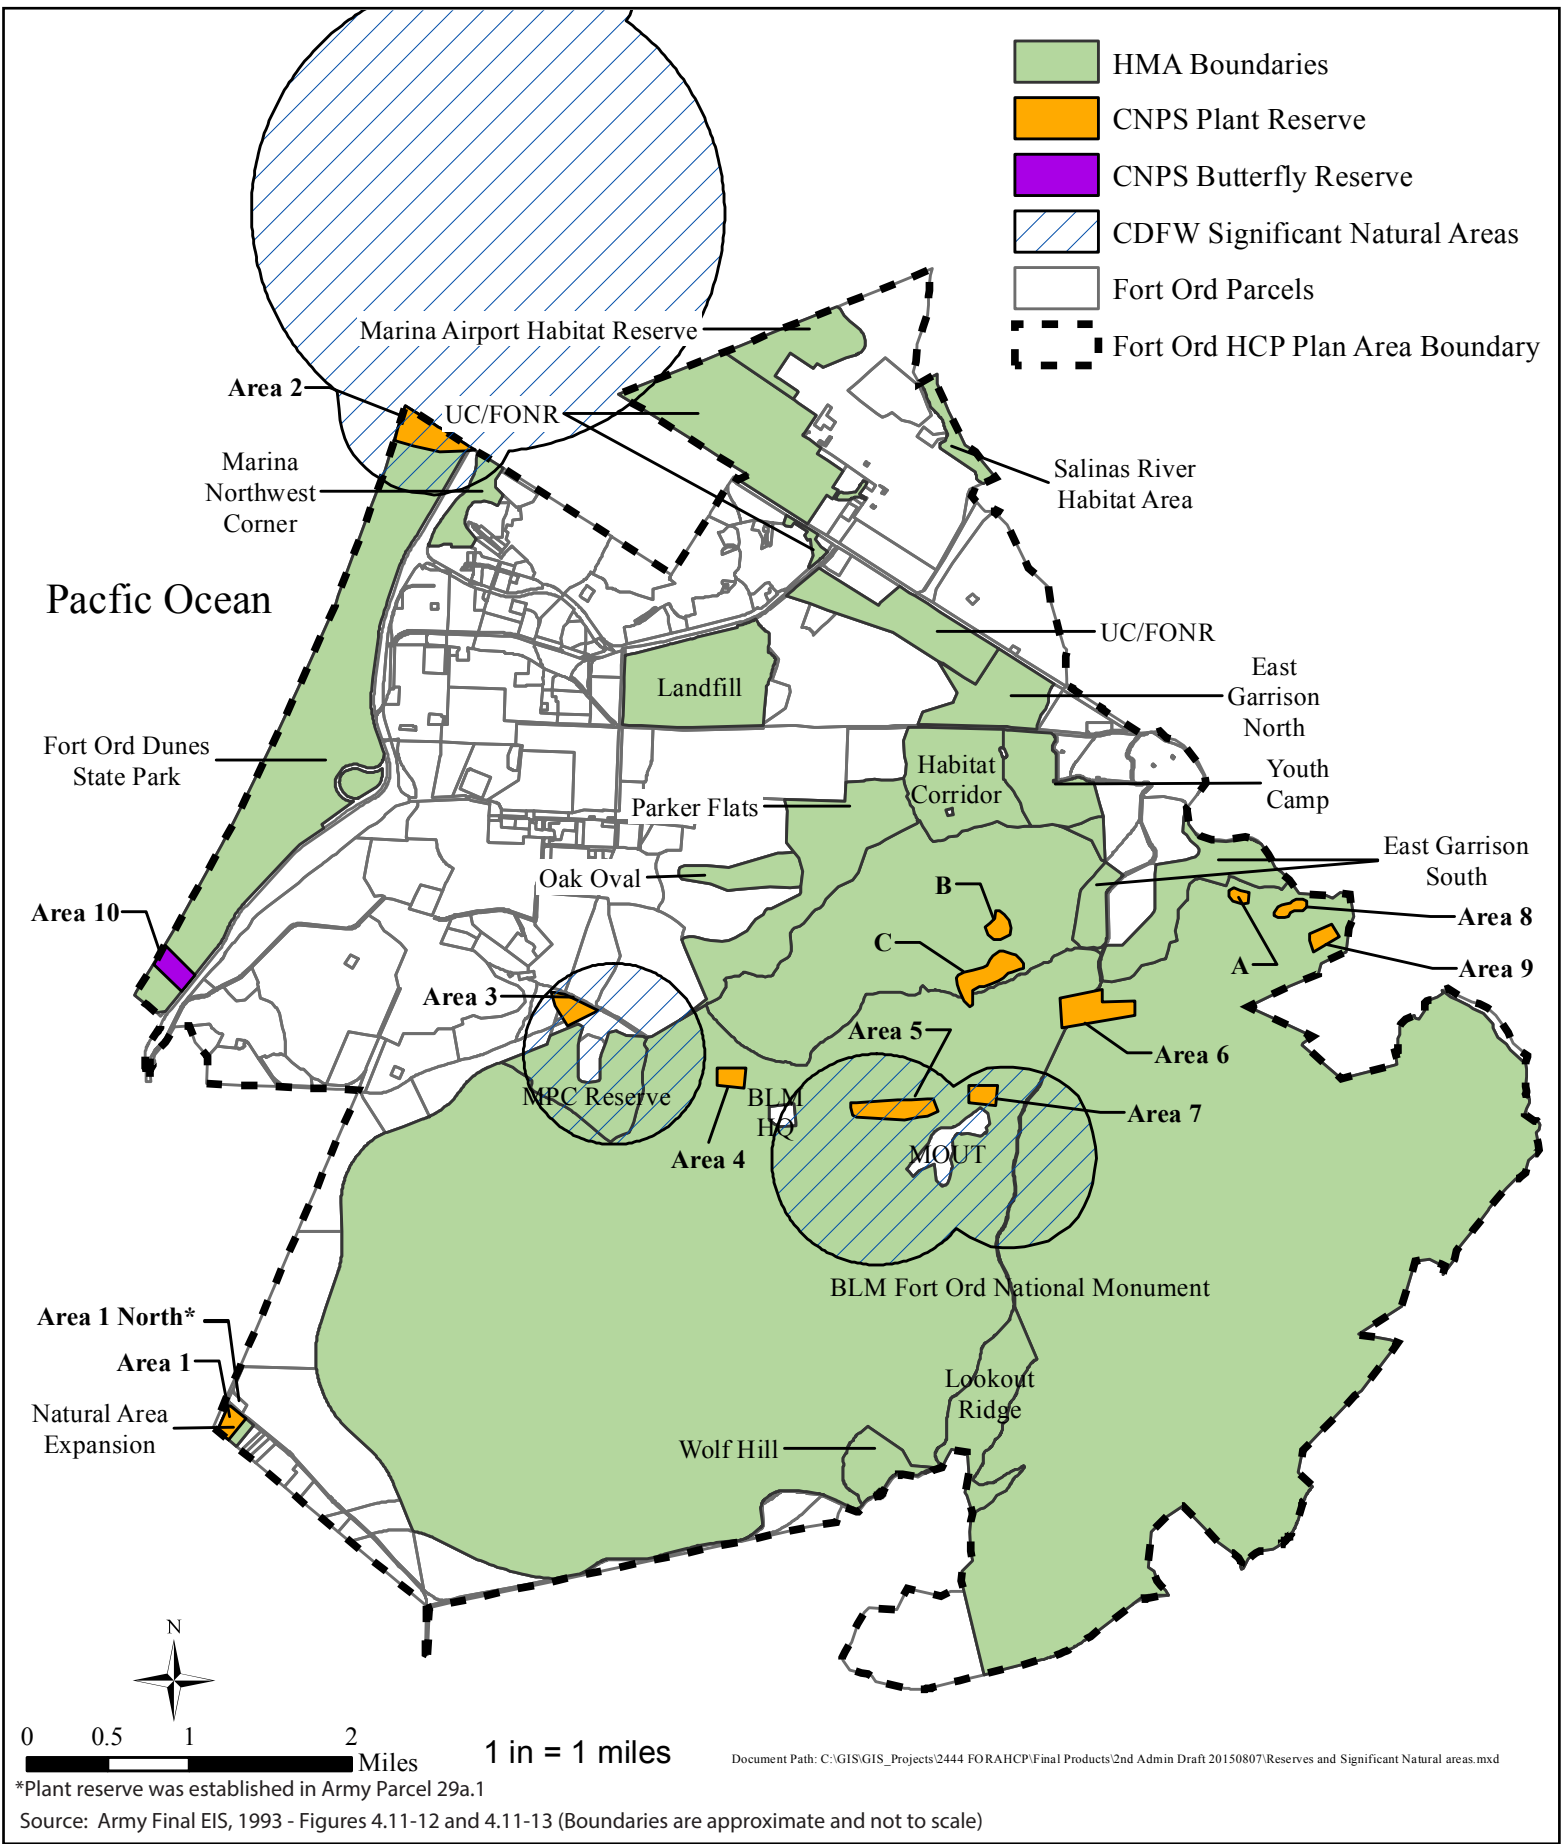 HMA Boundaries
CNPS Plant Reserve
CNPS Butterfly Reserve
CDFW Significant Natural Areas
Fort Ord Parcels
Fort Ord HCP Plan Area Boundary
Marina Airport Habitat Reserve
Area 2
UC/FONR
Marina
Northwest
Corner
Salinas River
Habitat Area
Pacfic Ocean
UC/FONR
East
Garrison
North
Landfill
Fort Ord Dunes
State Park
Habitat
Corridor
Youth
Camp
Parker Flats
East Garrison
South
Oak Oval
B
Area 10
Area 8
C
A
Area 9
Area 3
Area 5
Area 6
MPC Reserve
BLM
HQ
Area 7
Area 4
MOUT
BLM Fort Ord National Monument
Area 1 North*
Area 1
Lookout
Ridge
Natural Area
Expansion
Wolf Hill
N
0 0.5 1 2
Miles
1 in = 1 miles
Document Path: C:\GIS\GIS_Projects\2444 FORAHCP\Final Products\2nd Admin Draft 20150807\Reserves and Significant Natural areas.mxd
*Plant reserve was established in Army Parcel 29a.1
Source: Army Final EIS, 1993 - Figures 4.11-12 and 4.11-13 (Boundaries are approximate and not to scale)